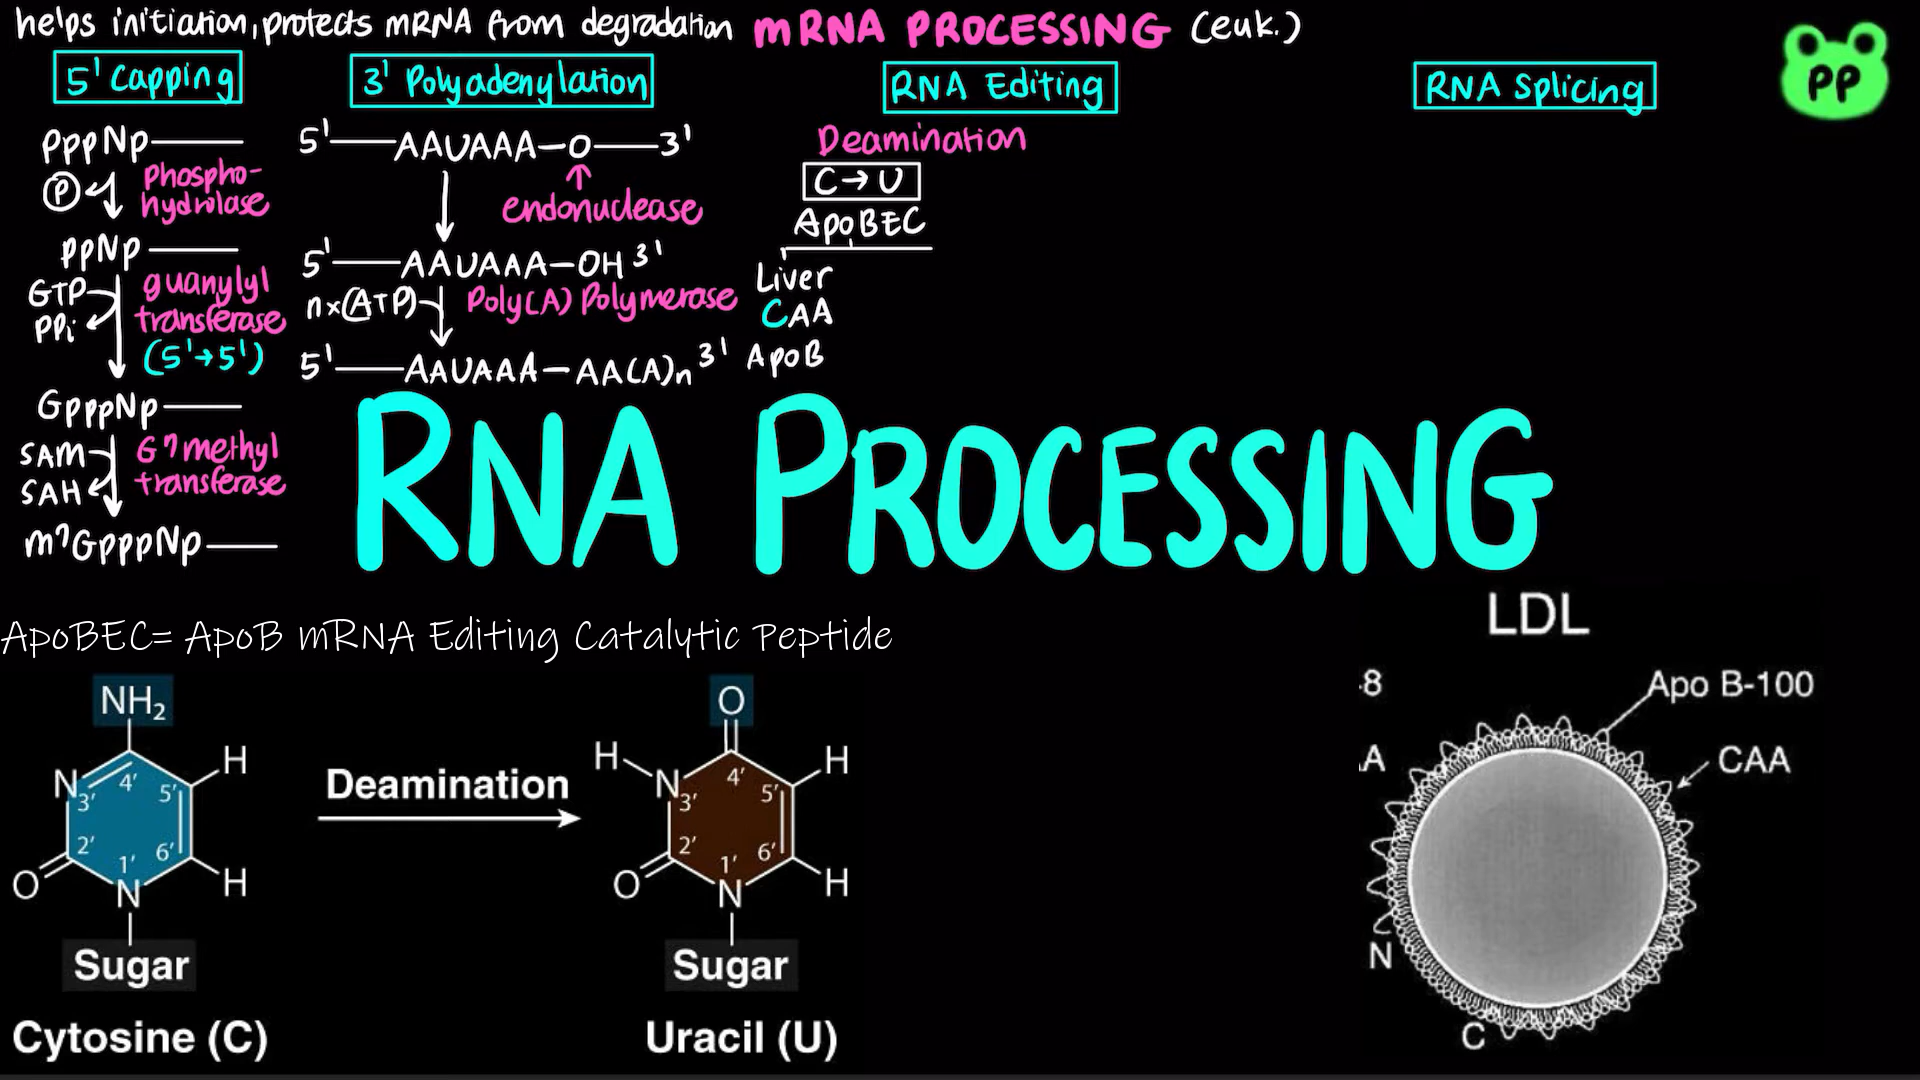 helps initiation, protects mRNA from degradation mRNA PROCESSING (euk.)
5' Capping
3' Polyadenylation
RNA Editing
RNA Splicing
PP
pppNp
P
Phospho-
hydrolase
ppNp
GTP
PPi
guanylyl
transferase
(5'→5')
GpppNp
SAM
SAH
G7methyl
transferase
m7GpppNp
5' AAUAAA-O 3'
endonuclease
5' AAUAAA-OH 3'
nx(ATP)
Poly(A) Polymerase
5' AAUAAA-AA(A)n 3'
Deamination
C→U
ApoBEC
Liver
CAA
ApoB
RNA PROCESSING
ApoBEC= ApoB mRNA Editing Catalytic Peptide
NH2
N
3'
4'
5'
H
2'
1'
6'
O
N
H
Sugar
Cytosine (C)
Deamination
O
H
N
3'
4'
5'
H
2'
1'
6'
O
N
H
Sugar
Uracil (U)
LDL
-8
Apo B-100
A
CAA
N
C